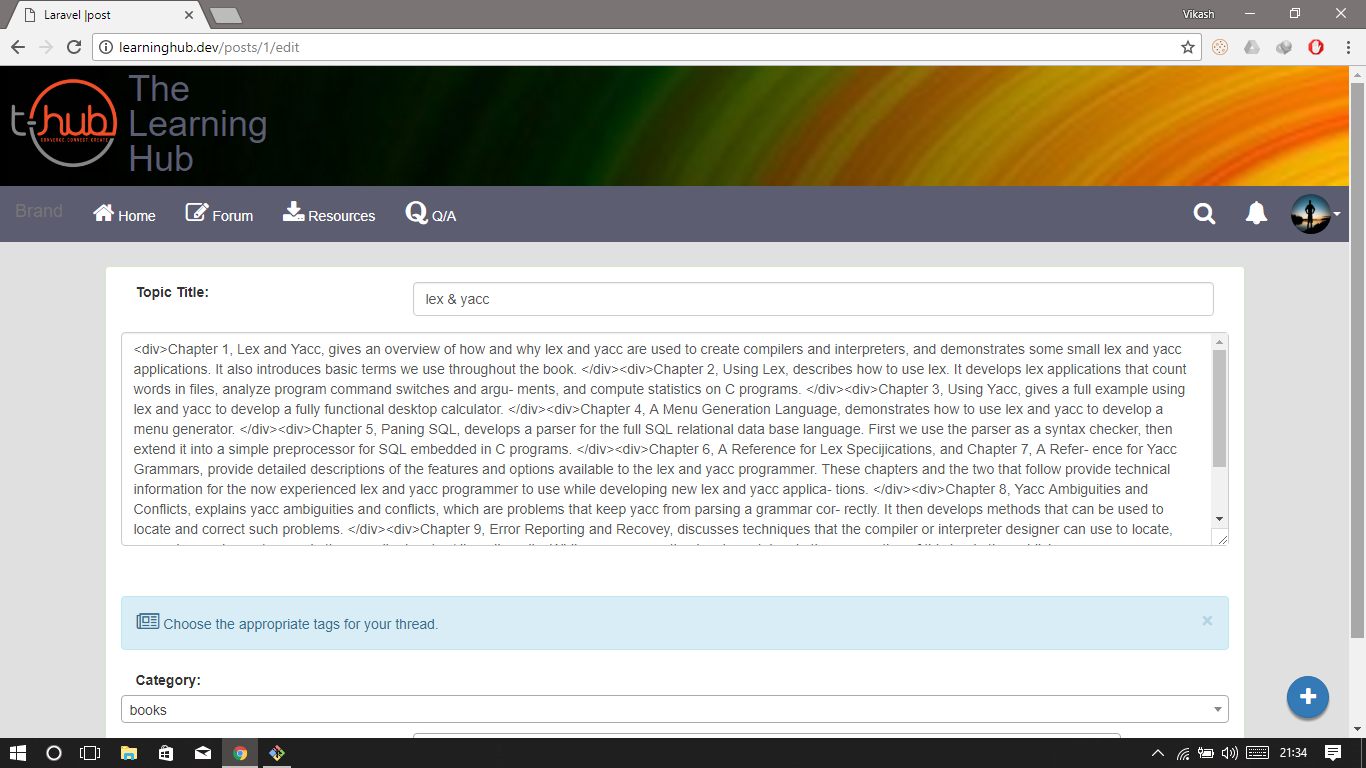 Laravel |post
Vikash
learninghub.dev/posts/1/edit
t-hub
CONVERGE CONNECT CREATE
The
Learning
Hub
Brand
Home
Forum
Resources
Q Q/A
Topic Title:
lex & yacc
<div>Chapter 1, Lex and Yacc, gives an overview of how and why lex and yacc are used to create compilers and interpreters, and demonstrates some small lex and yacc
applications. It also introduces basic terms we use throughout the book. </div><div>Chapter 2, Using Lex, describes how to use lex. It develops lex applications that count
words in files, analyze program command switches and argu- ments, and compute statistics on C programs. </div><div>Chapter 3, Using Yacc, gives a full example using
lex and yacc to develop a fully functional desktop calculator. </div><div>Chapter 4, A Menu Generation Language, demonstrates how to use lex and yacc to develop a
menu generator. </div><div>Chapter 5, Paning SQL, develops a parser for the full SQL relational data base language. First we use the parser as a syntax checker, then
extend it into a simple preprocessor for SQL embedded in C programs. </div><div>Chapter 6, A Reference for Lex Specijications, and Chapter 7, A Refer- ence for Yacc
Grammars, provide detailed descriptions of the features and options available to the lex and yacc programmer. These chapters and the two that follow provide technical
information for the now experienced lex and yacc programmer to use while developing new lex and yacc applica- tions. </div><div>Chapter 8, Yacc Ambiguities and
Conflicts, explains yacc ambiguities and conflicts, which are problems that keep yacc from parsing a grammar cor- rectly. It then develops methods that can be used to
locate and correct such problems. </div><div>Chapter 9, Error Reporting and Recovey, discusses techniques that the compiler or interpreter designer can use to locate,
Choose the appropriate tags for your thread.
×
Category:
books
21:34